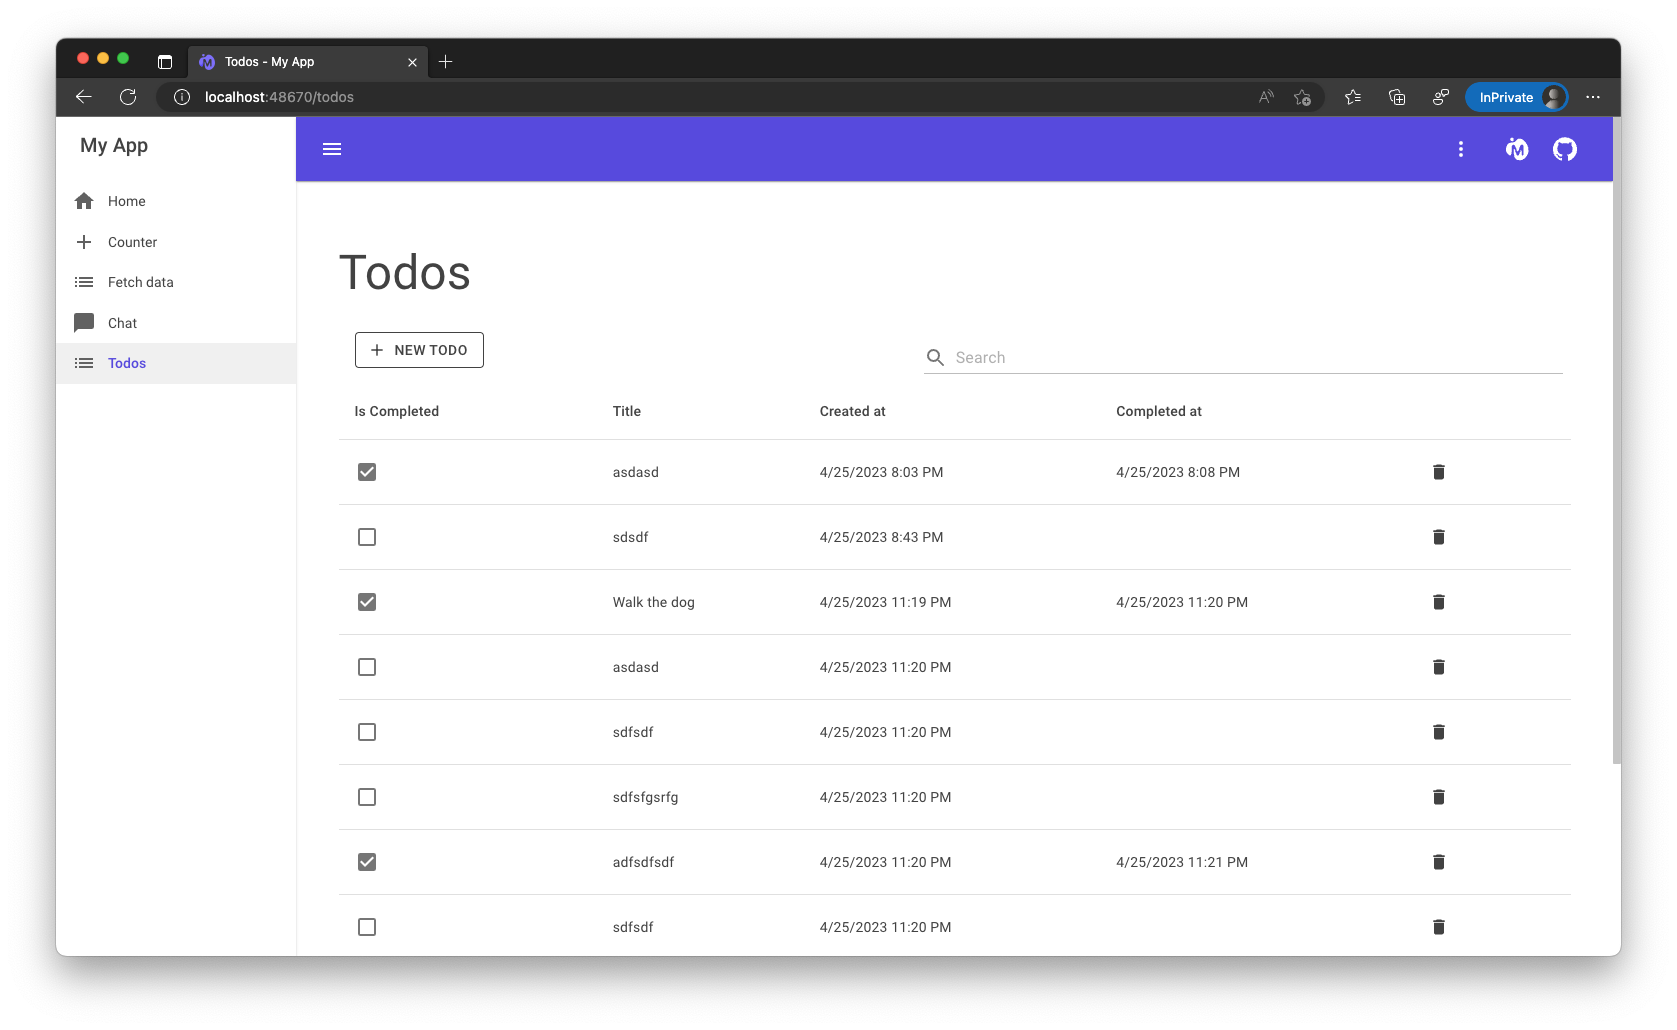 Todos - My App
localhost:48670/todos
InPrivate
My App
Home
Counter
Fetch data
Chat
Todos
Todos
NEW TODO
Search
Is Completed Title Created at Completed at
asdasd 4/25/2023 8:03 PM 4/25/2023 8:08 PM
sdsdf 4/25/2023 8:43 PM
Walk the dog 4/25/2023 11:19 PM 4/25/2023 11:20 PM
asdasd 4/25/2023 11:20 PM
sdfsdf 4/25/2023 11:20 PM
sdfsfgsrfg 4/25/2023 11:20 PM
adfsdfsdf 4/25/2023 11:20 PM 4/25/2023 11:21 PM
sdfsdf 4/25/2023 11:20 PM